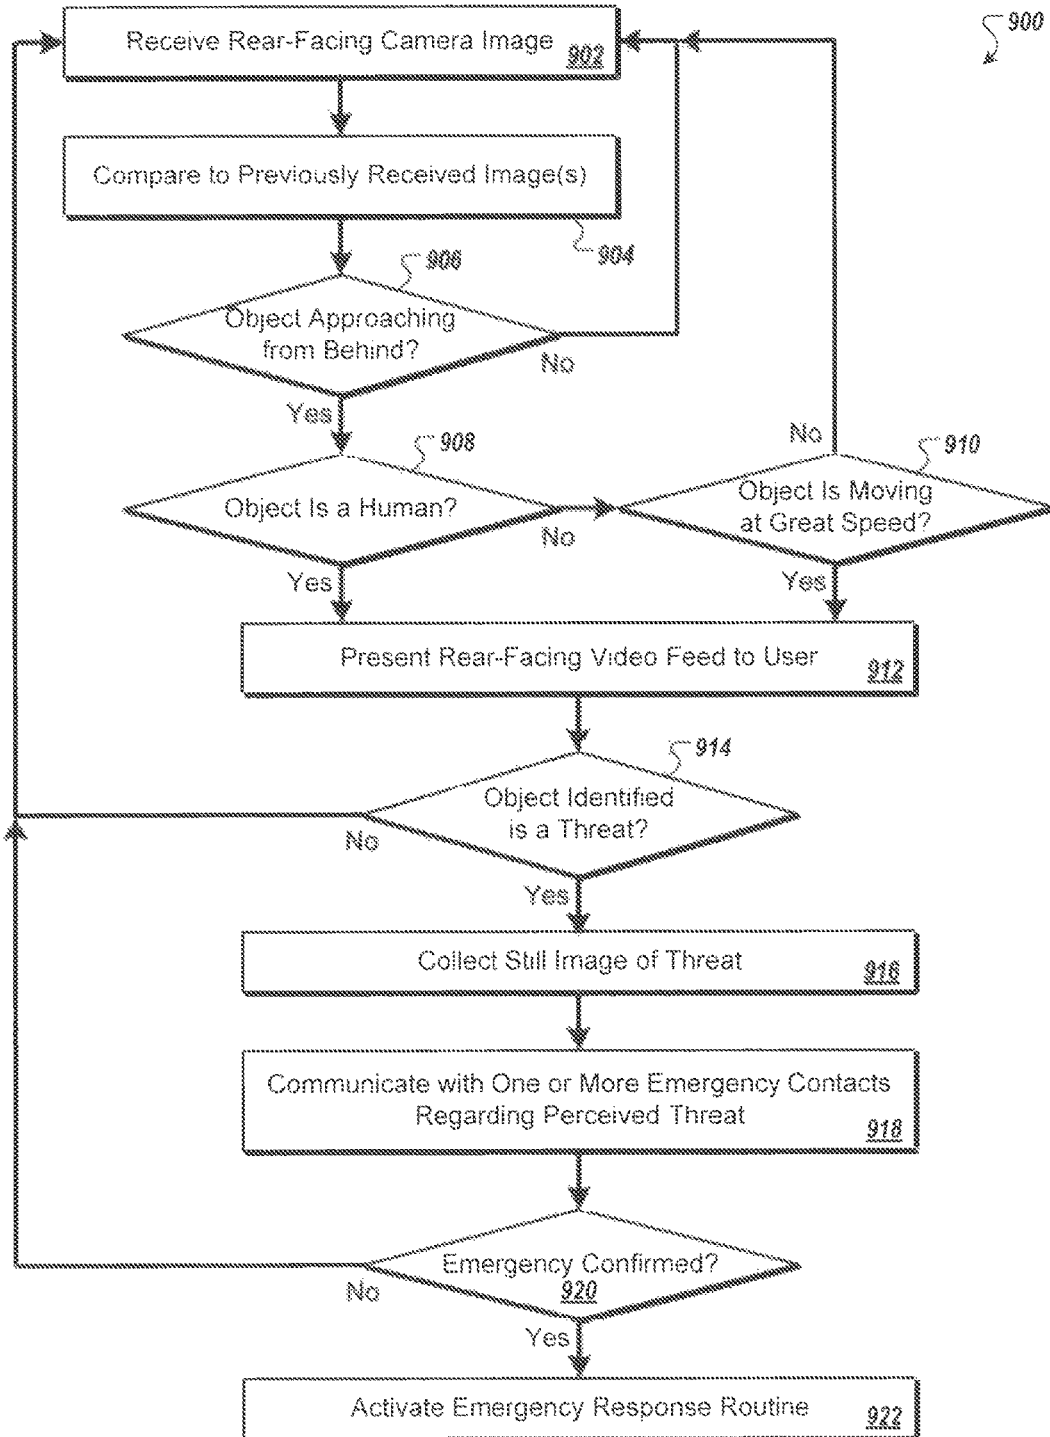 900
Receive Rear-Facing Camera Image
902
Compare to Previously Received Image(s)
904
906
Object Approaching
from Behind?
No
Yes
908
Object Is a Human?
No
Yes
No
910
Object Is Moving
at Great Speed?
Yes
Present Rear-Facing Video Feed to User
912
914
Object Identified
is a Threat?
No
Yes
Collect Still Image of Threat
916
Communicate with One or More Emergency Contacts
Regarding Perceived Threat
918
Emergency Confirmed?
920
No
Yes
Activate Emergency Response Routine
922